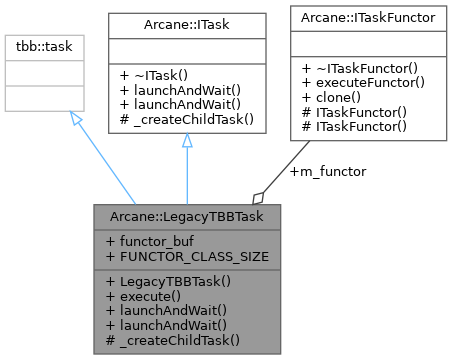 tbb::task
Arcane::ITask
+ ~ITask()
+ launchAndWait()
+ launchAndWait()
# _createChildTask()
Arcane::ITaskFunctor
+ ~ITaskFunctor()
+ executeFunctor()
+ clone()
# ITaskFunctor()
# ITaskFunctor()
+m_functor
Arcane::LegacyTBBTask
+ functor_buf
+ FUNCTOR_CLASS_SIZE
+ LegacyTBBTask()
+ execute()
+ launchAndWait()
+ launchAndWait()
# _createChildTask()